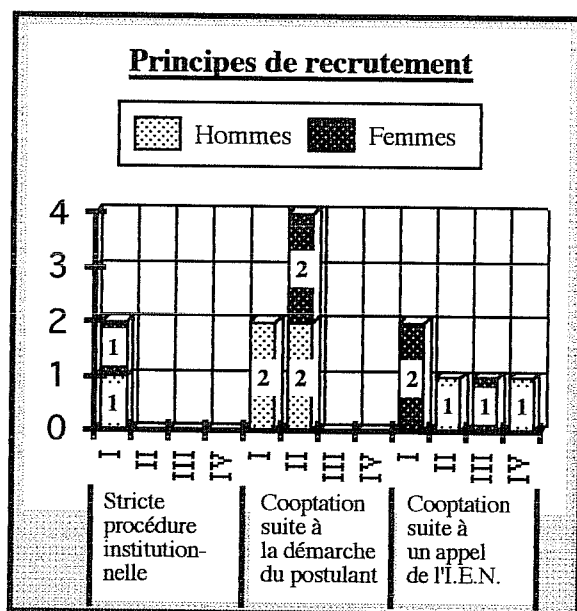 Principes de recrutement
Hommes Femmes
4
3
2
1
0
1
1
2
2
2
2
1
1
1
I II III IV I II III IV I II III IV
Stricte
procédure
institution-
nelle
Cooptation
suite à
la démarche
du postulant
Cooptation
suite à
un appel
de l'I.E.N.